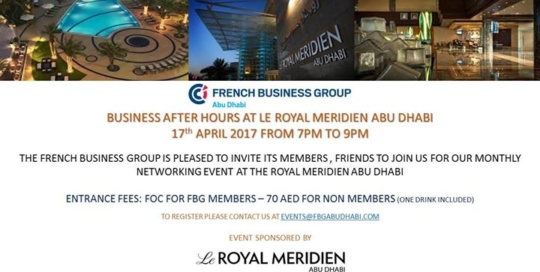 ROYAL MERIDIEN
ABU DHABI
FRENCH BUSINESS GROUP
Abu Dhabi
BUSINESS AFTER HOURS AT LE ROYAL MERIDIEN ABU DHABI
17th APRIL 2017 FROM 7PM TO 9PM
THE FRENCH BUSINESS GROUP IS PLEASED TO INVITE ITS MEMBERS , FRIENDS TO JOIN US FOR OUR MONTHLY
NETWORKING EVENT AT THE ROYAL MERIDIEN ABU DHABI
ENTRANCE FEES: FOC FOR FBG MEMBERS – 70 AED FOR NON MEMBERS (ONE DRINK INCLUDED)
TO REGISTER PLEASE CONTACT US AT EVENTS@FBGABUDHABI.COM
EVENT SPONSORED BY
Le ROYAL MERIDIEN
ABU DHABI